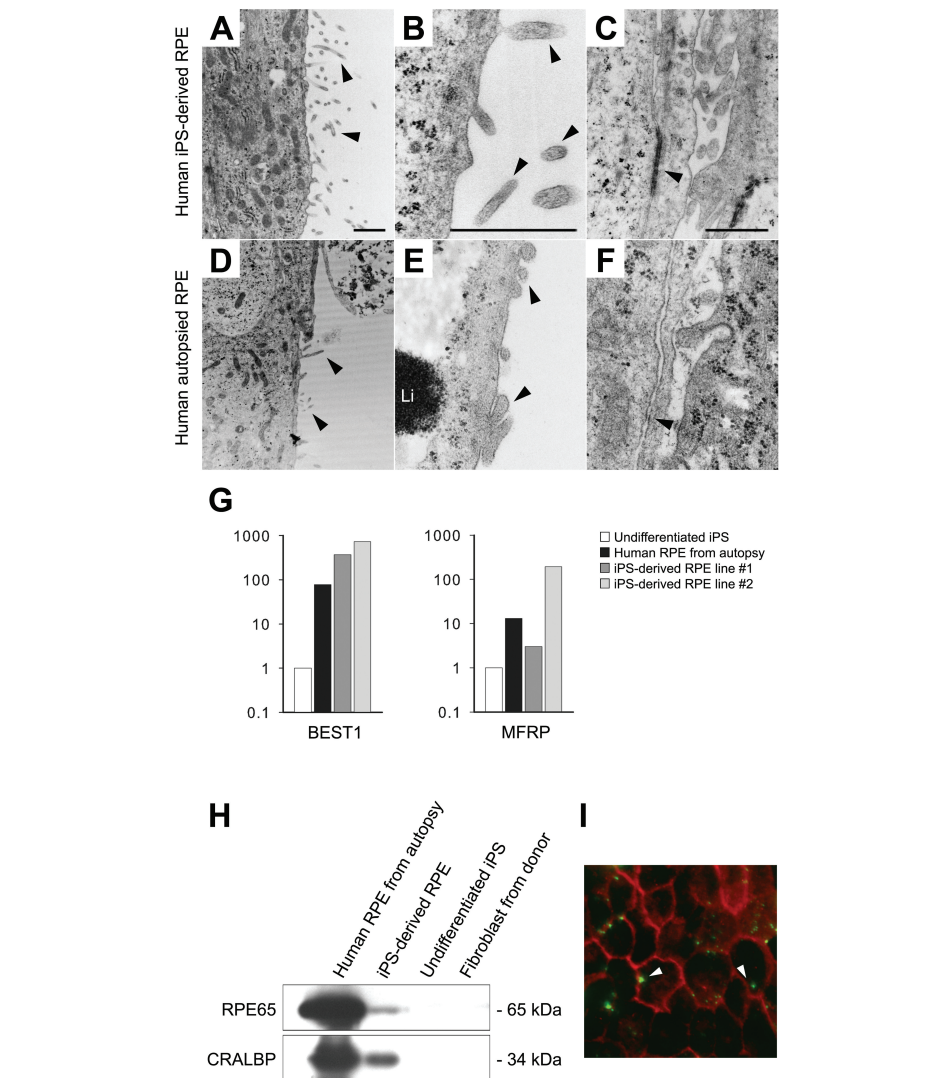 A
B
C
Human iPS-derived RPE
D
E
F
Human autopsied RPE
Li
G
1000
100
10
1
0.1
BEST1
1000
100
10
1
0.1
MFRP
Undifferentiated iPS
Human RPE from autopsy
iPS-derived RPE line #1
iPS-derived RPE line #2
H
Human RPE from autopsy
iPS-derived RPE
Undifferentiated iPS
Fibroblast from donor
RPE65
- 65 kDa
CRALBP
- 34 kDa
I